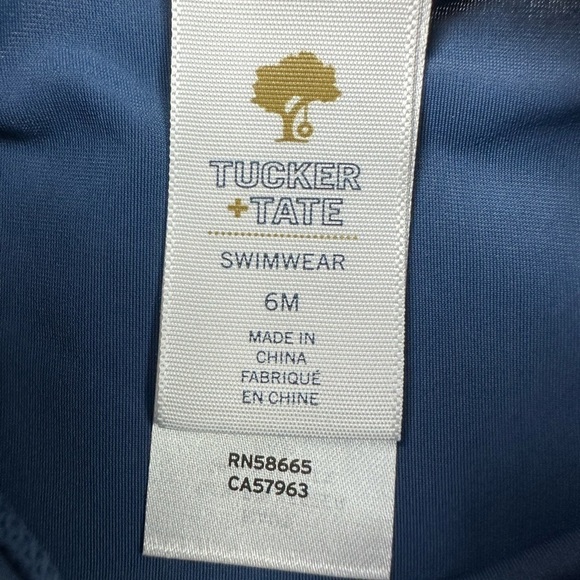 TUCKER
+TATE
SWIMWEAR
6M
MADE IN
CHINA
FABRIQUÉ
EN CHINE
RN58665
CA57963